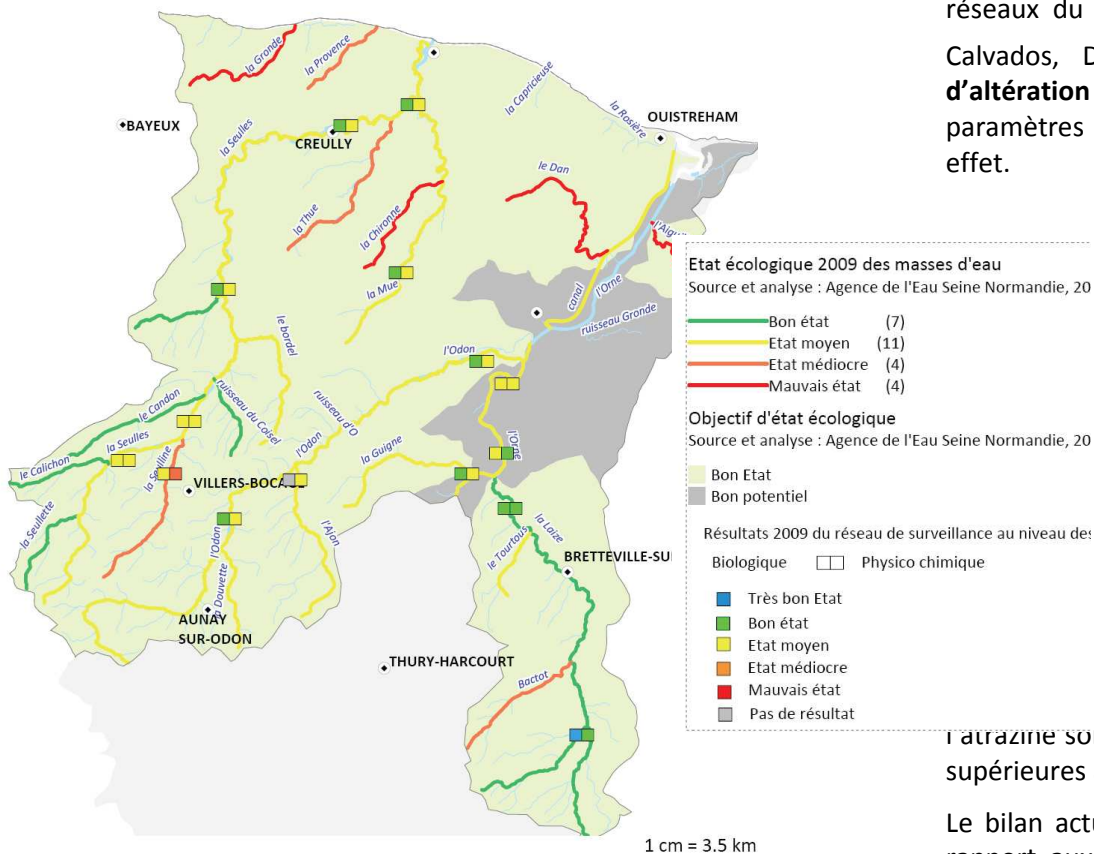 réseaux du
Calvados, D
d'altération
paramètres
effet.
la Gronde
la Provence
la Capricieuse
la Rosière
OUISTREHAM
BAYEUX
la Seulles
CREULLY
le Dan
la Thue
la Chironne
la Mue
l'Aigu
canal
l'Orne
ruisseau Gronde
le bordel
l'Odon
ruisseau d'O
ruisseau du Coisel
le Candon
la Seulles
l'Odon
la Guigne
l'Orne
le Calichon
la Seulline
VILLERS-BOCAGE
la Seullette
l'Odon
l'Ajon
la Laize
le Tourtous
BRETTEVILLE-SU
la Douvette
AUNAY
SUR-ODON
THURY-HARCOURT
Bactot
Etat écologique 2009 des masses d'eau
Source et analyse : Agence de l'Eau Seine Normandie, 20
Bon état (7)
Etat moyen (11)
Etat médiocre (4)
Mauvais état (4)
Objectif d'état écologique
Source et analyse : Agence de l'Eau Seine Normandie, 20
Bon Etat
Bon potentiel
Résultats 2009 du réseau de surveillance au niveau des
Biologique Physico chimique
Très bon Etat
Bon état
Etat moyen
Etat médiocre
Mauvais état
Pas de résultat
l'atrazine so
supérieures
Le bilan actu
1 cm = 3.5 km